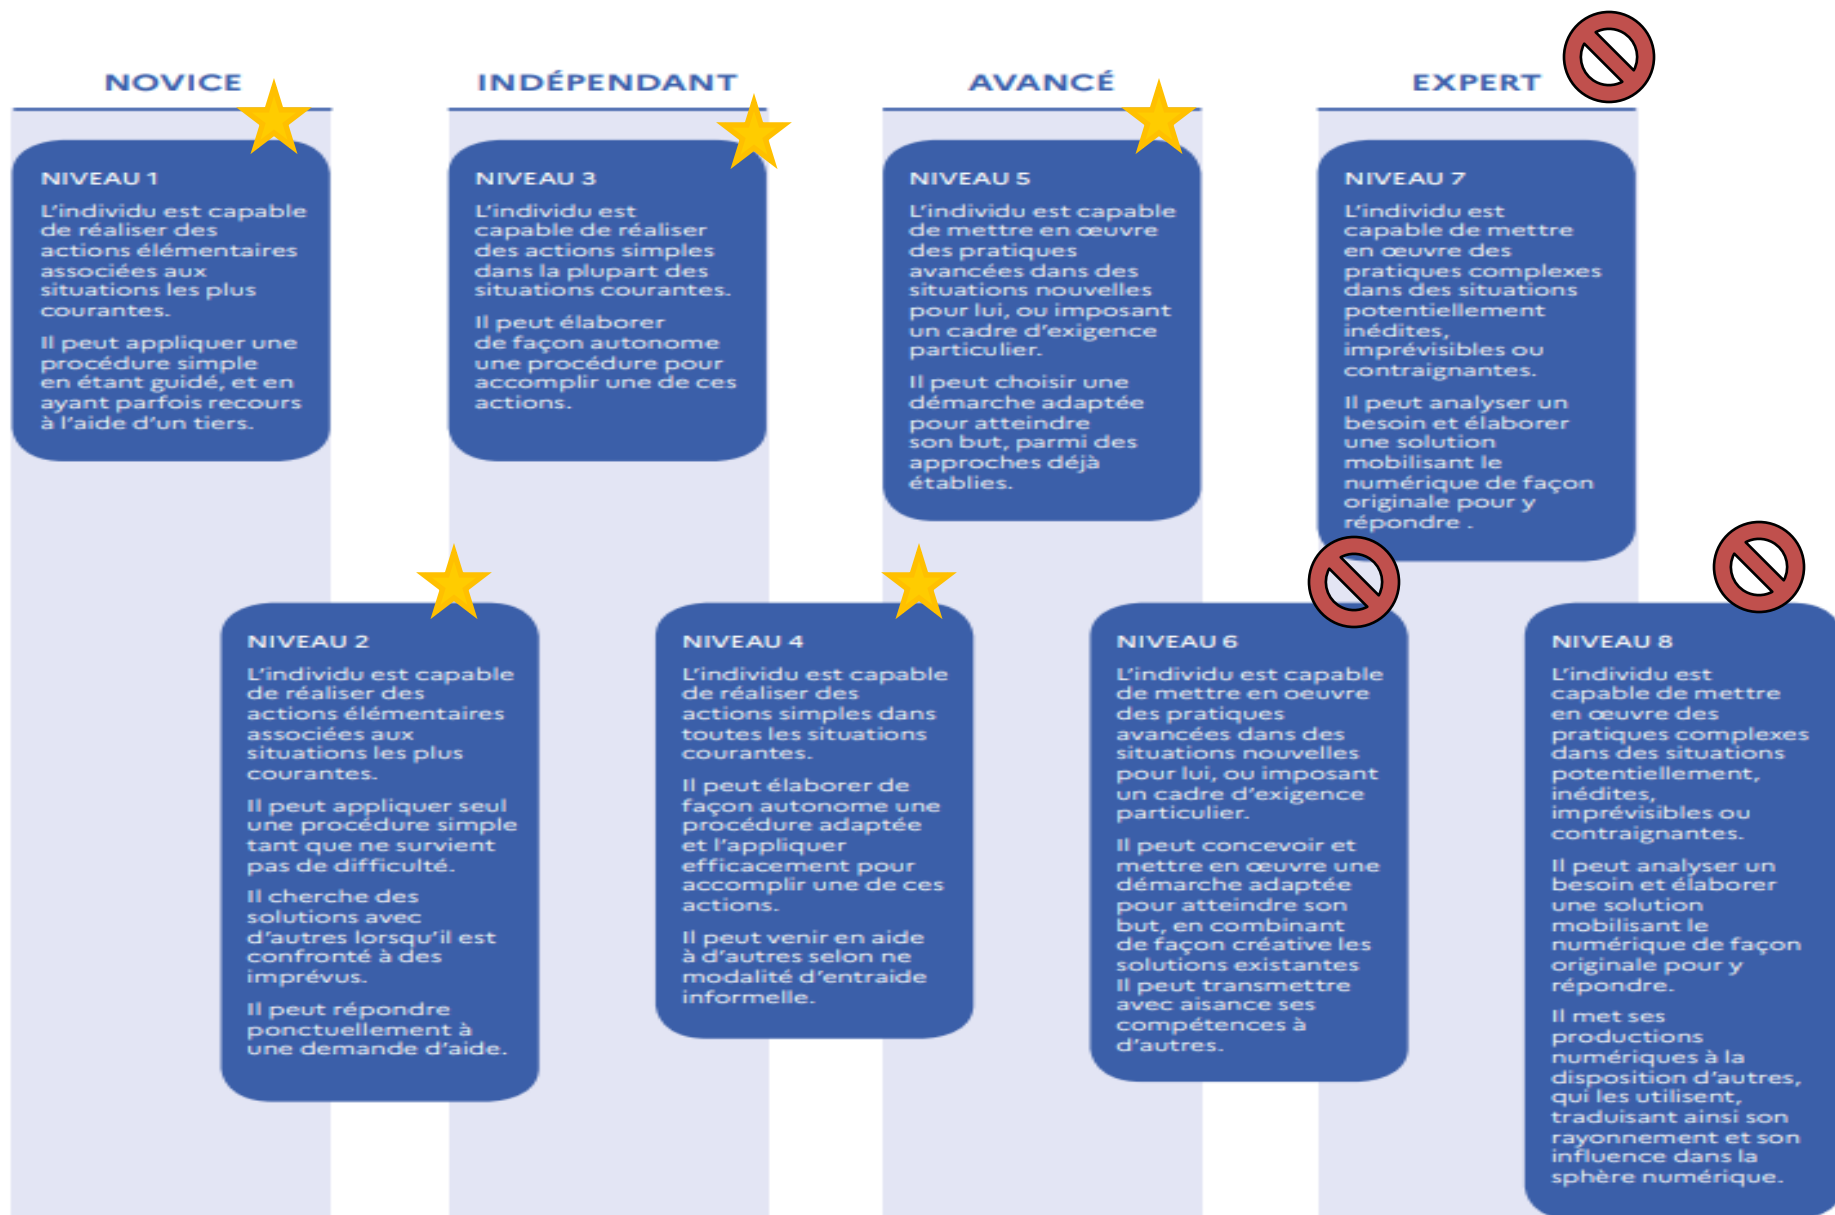 NOVICE
INDÉPENDANT
AVANCÉ
EXPERT
NIVEAU 1
L'individu est capable
de réaliser des
actions élémentaires
associées aux
situations les plus
courantes.
Il peut appliquer une
procédure simple
en étant guidé, et en
ayant parfois recours
à l'aide d'un tiers.
NIVEAU 3
L'individu est
capable de réaliser
des actions simples
dans la plupart des
situations courantes.
Il peut élaborer
de façon autonome
une procédure pour
accomplir une de ces
actions.
NIVEAU 5
L'individu est capable
de mettre en œuvre
des pratiques
avancées dans des
situations nouvelles
pour lui, ou imposant
un cadre d'exigence
particulier.
Il peut choisir une
démarche adaptée
pour atteindre
son but, parmi des
approches déjà
établies.
NIVEAU 7
L'individu est
capable de mettre
en œuvre des
pratiques complexes
dans des situations
potentiellement
inédites,
imprévisibles ou
contraignantes.
Il peut analyser un
besoin et élaborer
une solution
mobilisant le
numérique de façon
originale pour y
répondre .
NIVEAU 2
L'individu est capable
de réaliser des
actions élémentaires
associées aux
situations les plus
courantes.
Il peut appliquer seul
une procédure simple
tant que ne survient
pas de difficulté.
Il cherche des
solutions avec
d'autres lorsqu'il est
confronté à des
imprévus.
Il peut répondre
ponctuellement à
une demande d'aide.
NIVEAU 4
L'individu est capable
de réaliser des
actions simples dans
toutes les situations
courantes.
Il peut élaborer de
façon autonome une
procédure adaptée
et l'appliquer
efficacement pour
accomplir une de ces
actions.
Il peut venir en aide
à d'autres selon ne
modalité d'entraide
informelle.
NIVEAU 6
L'individu est capable
de mettre en oeuvre
des pratiques
avancées dans des
situations nouvelles
pour lui, ou imposant
un cadre d'exigence
particulier.
Il peut concevoir et
mettre en œuvre une
démarche adaptée
pour atteindre son
but, en combinant
de façon créative les
solutions existantes
Il peut transmettre
avec aisance ses
compétences à
d'autres.
NIVEAU 8
L'individu est
capable de mettre
en œuvre des
pratiques complexes
dans des situations
potentiellement,
inédites,
imprévisibles ou
contraignantes.
Il peut analyser un
besoin et élaborer
une solution
mobilisant le
numérique de façon
originale pour y
répondre.
Il met ses
productions
numériques à la
disposition d'autres,
qui les utilisent,
traduisant ainsi son
rayonnement et son
influence dans la
sphère numérique.